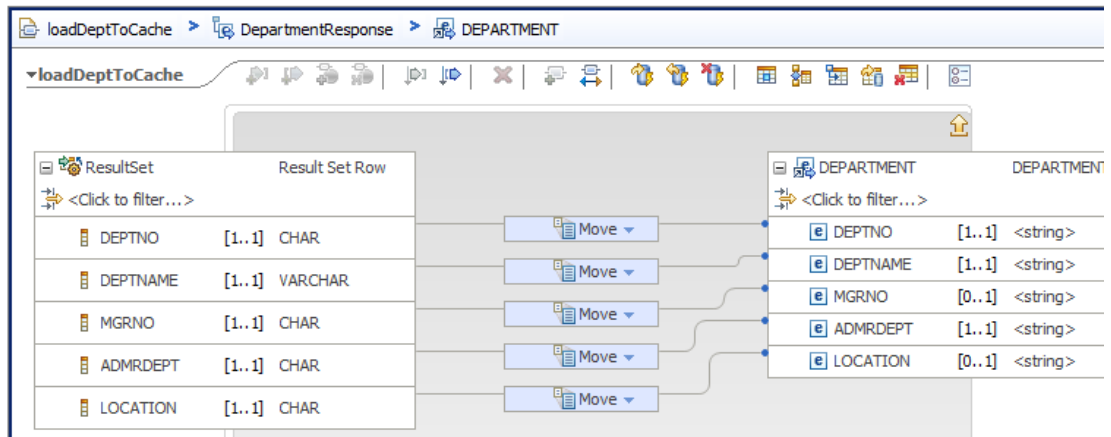 loadDeptToCache > DepartmentResponse > DEPARTMENT
loadDeptToCache
ResultSet Result Set Row
<Click to filter...>
DEPTNO [1..1] CHAR
DEPTNAME [1..1] VARCHAR
MGRNO [1..1] CHAR
ADMRDEPT [1..1] CHAR
LOCATION [1..1] CHAR
Move
Move
Move
Move
Move
DEPARTMENT DEPARTMENT
<Click to filter...>
DEPTNO [1..1] <string>
DEPTNAME [1..1] <string>
MGRNO [0..1] <string>
ADMRDEPT [1..1] <string>
LOCATION [0..1] <string>